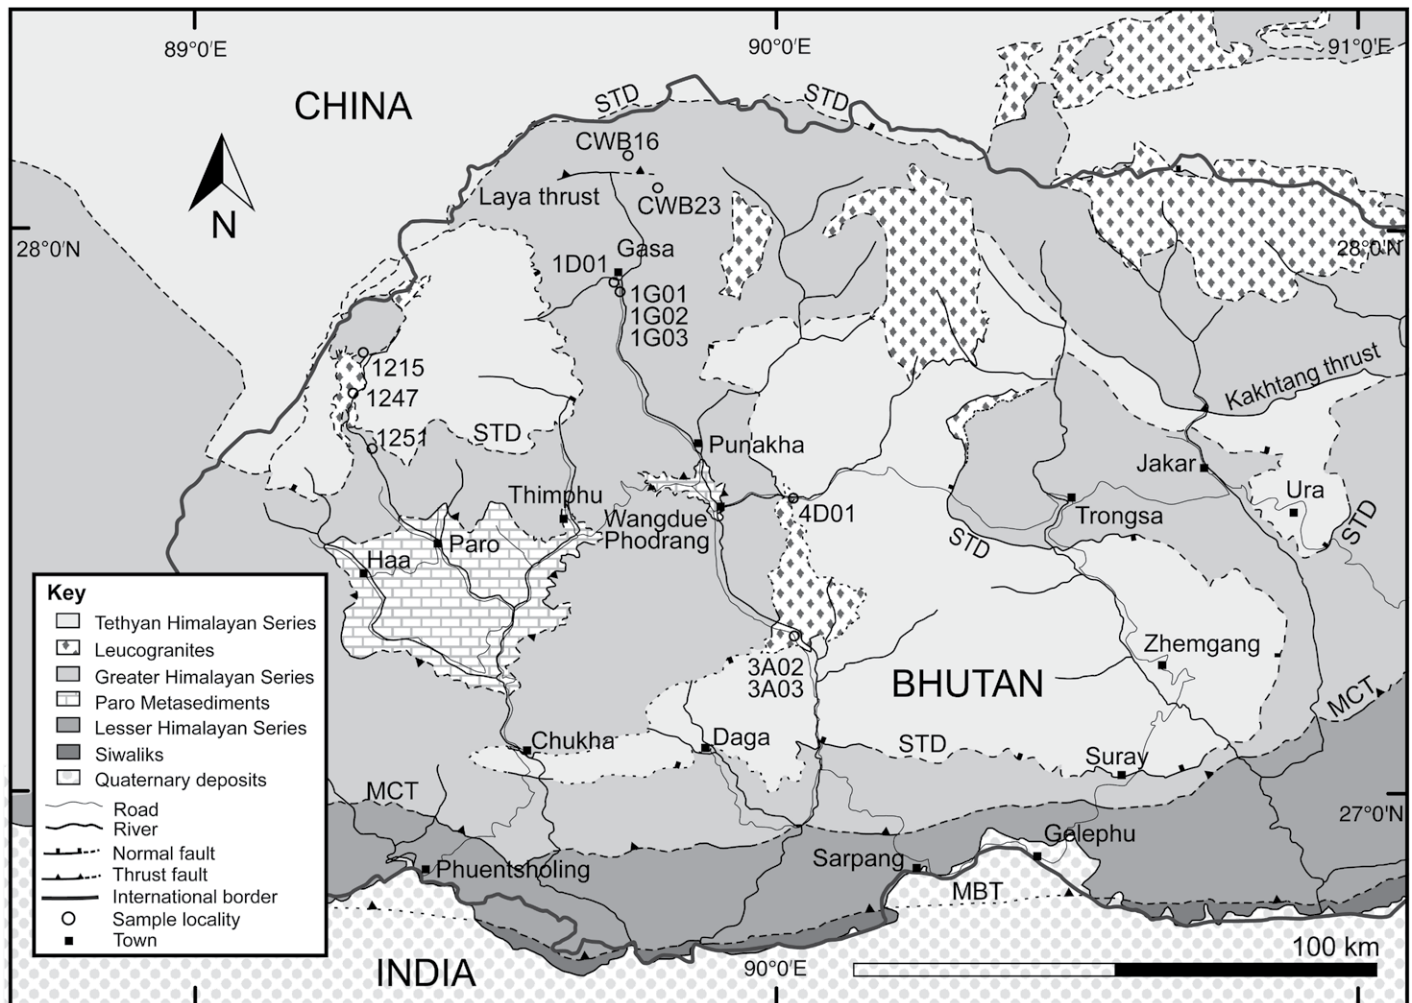 89°0'E
90°0'E
91°0'E
CHINA
STD
STD
CWB16
Laya thrust
CWB23
N
28°0'N
28°0'N
Gasa
1D01
1G01
1G02
1G03
1215
1247
1251
STD
Kakhtang thrust
Punakha
Jakar
Ura
Thimphu
Wangdue
Phodrang
4D01
Trongsa
STD
STD
Paro
Haa
Key
Tethyan Himalayan Series
Leucogranites
Greater Himalayan Series
Paro Metasediments
Lesser Himalayan Series
Siwaliks
Quaternary deposits
Road
River
Normal fault
Thrust fault
International border
Sample locality
Town
Zhemgang
3A02
3A03
BHUTAN
MCT
Chukha
Daga
STD
Suray
MCT
27°0'N
Gelephu
Sarpang
Phuentsholing
MBT
INDIA
90°0'E
100 km